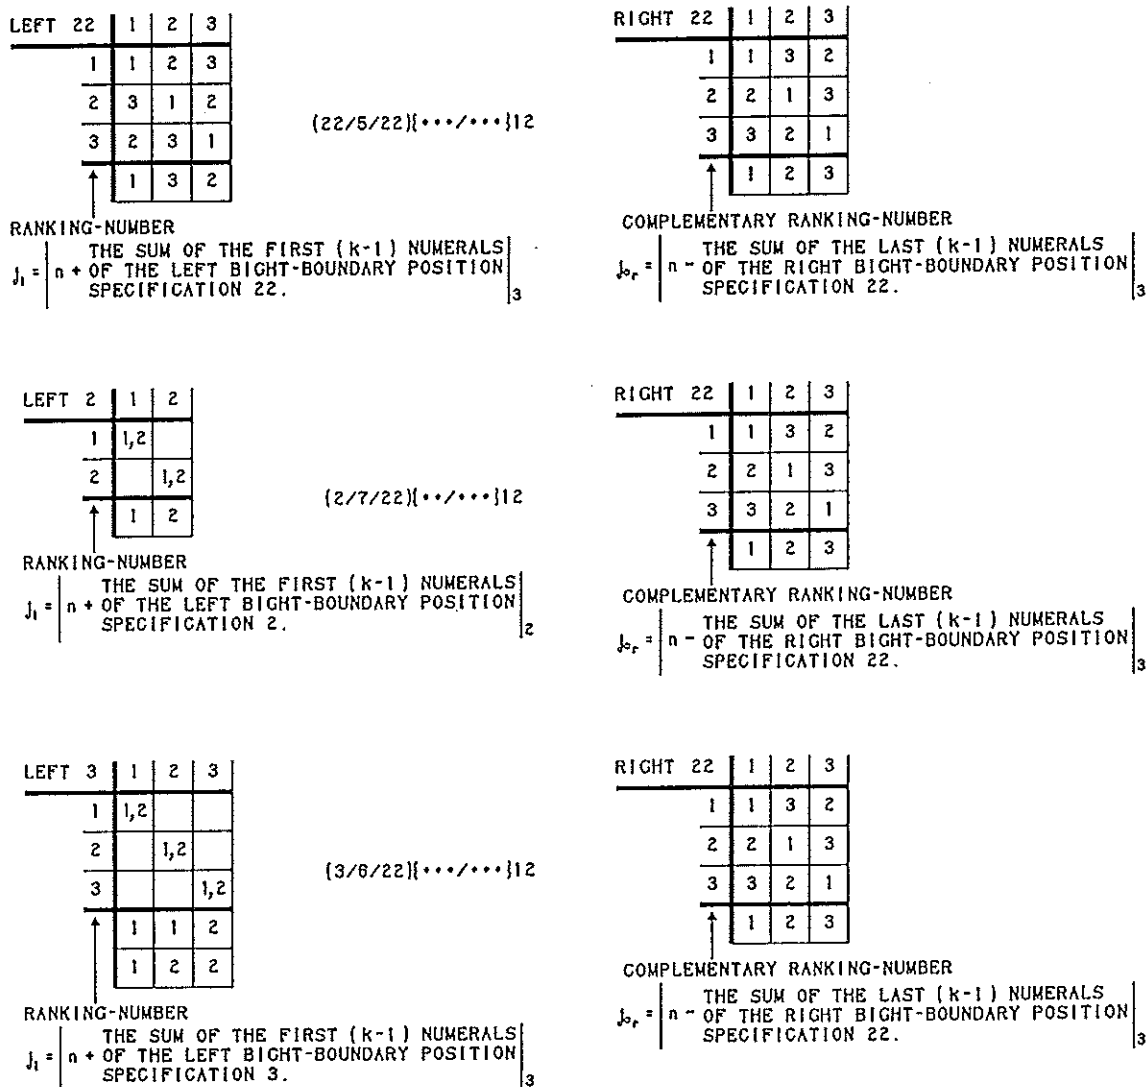 LEFT 22 1 2 3
1 1 2 3
2 3 1 2
3 2 3 1
1 3 2
RANKING-NUMBER
j₁ = | n + THE SUM OF THE FIRST (k-1) NUMERALS OF THE LEFT BIGHT-BOUNDARY POSITION SPECIFICATION 22. |₃
(22/5/22){•••/•••}12
RIGHT 22 1 2 3
1 1 3 2
2 2 1 3
3 3 2 1
1 2 3
COMPLEMENTARY RANKING-NUMBER
= | n - THE SUM OF THE LAST (k-1) NUMERALS OF THE RIGHT BIGHT-BOUNDARY POSITION SPECIFICATION 22. |₃
LEFT 2 1 2
1 1,2
2 1,2
1 2
RANKING-NUMBER
j₁ = | n + THE SUM OF THE FIRST (k-1) NUMERALS OF THE LEFT BIGHT-BOUNDARY POSITION SPECIFICATION 2. |₂
(2/7/22){••/•••}12
RIGHT 22 1 2 3
1 1 3 2
2 2 1 3
3 3 2 1
1 2 3
COMPLEMENTARY RANKING-NUMBER
= | n - THE SUM OF THE LAST (k-1) NUMERALS OF THE RIGHT BIGHT-BOUNDARY POSITION SPECIFICATION 22. |₃
LEFT 3 1 2 3
1 1,2
2 1,2
3 1,2
1 1 2
1 2 2
RANKING-NUMBER
j₁ = | n + THE SUM OF THE FIRST (k-1) NUMERALS OF THE LEFT BIGHT-BOUNDARY POSITION SPECIFICATION 3. |₃
(3/6/22){•••/•••}12
RIGHT 22 1 2 3
1 1 3 2
2 2 1 3
3 3 2 1
1 2 3
COMPLEMENTARY RANKING-NUMBER
= | n - THE SUM OF THE LAST (k-1) NUMERALS OF THE RIGHT BIGHT-BOUNDARY POSITION SPECIFICATION 22. |₃